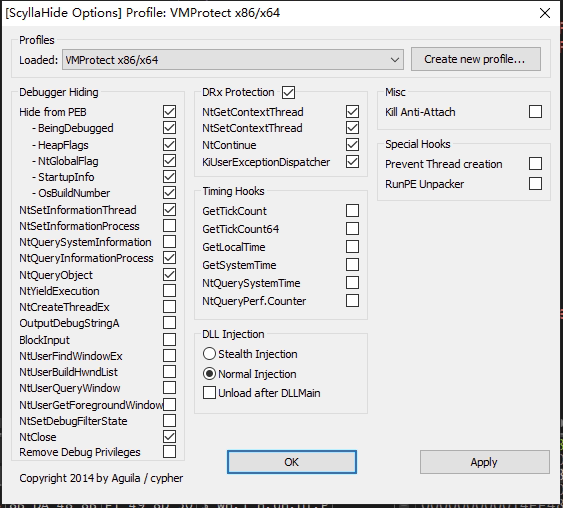 [ScyllaHide Options] Profile: VMProtect x86/x64
Profiles
Loaded:
VMProtect x86/x64
Create new profile...
Debugger Hiding
Hide from PEB
- BeingDebugged
- HeapFlags
- NtGlobalFlag
- StartupInfo
- OsBuildNumber
NtSetInformationThread
NtSetInformationProcess
NtQuerySystemInformation
NtQueryInformationProcess
NtQueryObject
NtYieldExecution
NtCreateThreadEx
OutputDebugStringA
BlockInput
NtUserFindWindowEx
NtUserBuildHwndList
NtUserQueryWindow
NtUserGetForegroundWindow
NtSetDebugFilterState
NtClose
Remove Debug Privileges
DRx Protection
NtGetContextThread
NtSetContextThread
NtContinue
KiUserExceptionDispatcher
Timing Hooks
GetTickCount
GetTickCount64
GetLocalTime
GetSystemTime
NtQuerySystemTime
NtQueryPerf.Counter
DLL Injection
Stealth Injection
Normal Injection
Unload after DLLMain
Misc
Kill Anti-Attach
Special Hooks
Prevent Thread creation
RunPE Unpacker
OK
Apply
Copyright 2014 by Aguila / cypher